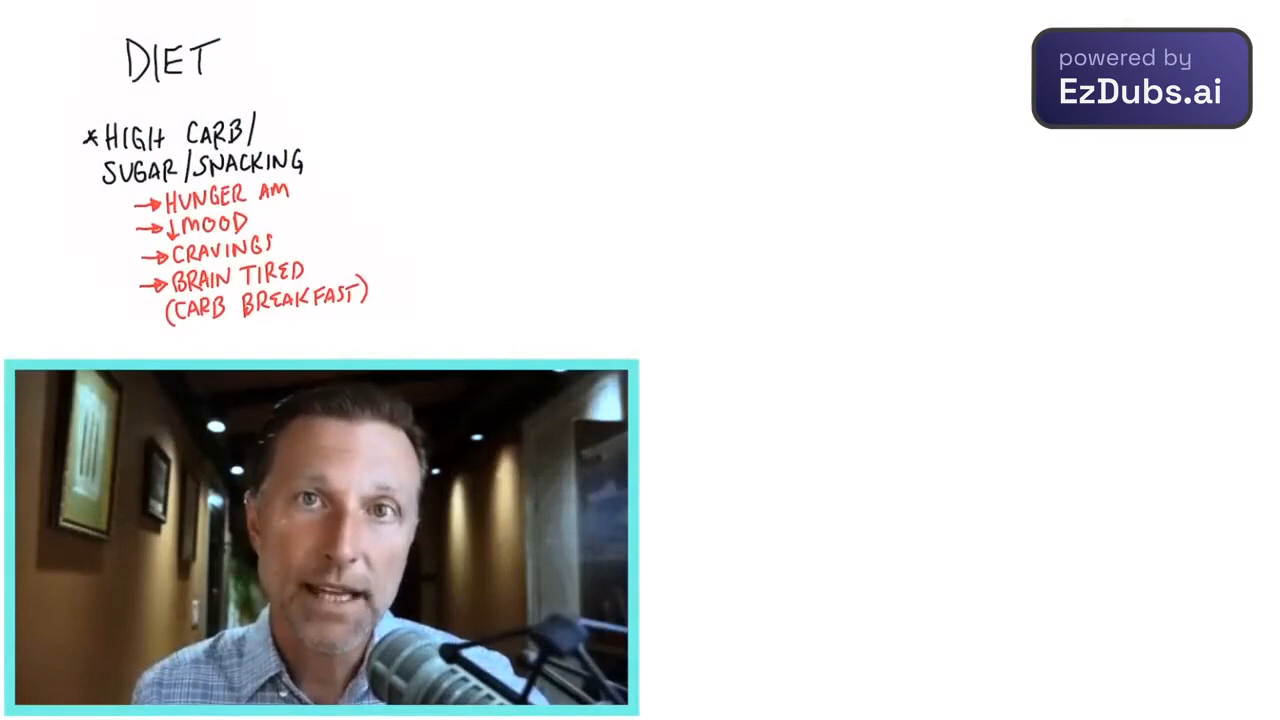 DIET
*HIGH CARB/
SUGAR/SNACKING
→HUNGER AM
→↓MOOD
→CRAVINGS
→BRAIN TIRED
(CARB BREAKFAST)
powered by
EzDubs.ai